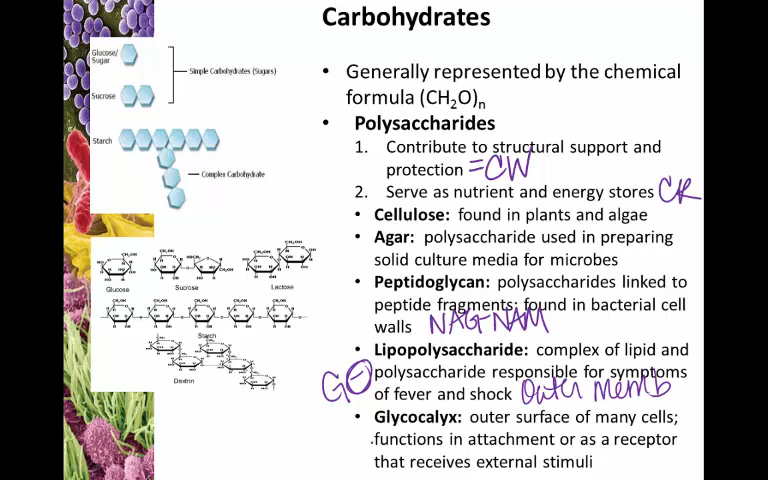 Carbohydrates
Glucose/
Sugar
Simple Carbohydrates (Sugars)
Sucrose
Starch
Complex Carbohydrate
Glucose
Sucrose
Lactose
Starch
Dextrin
• Generally represented by the chemical
formula (CH2O)n
• Polysaccharides
1. Contribute to structural support and
protection =CW
2. Serve as nutrient and energy stores CR
• Cellulose: found in plants and algae
• Agar: polysaccharide used in preparing
solid culture media for microbes
• Peptidoglycan: polysaccharides linked to
peptide fragments; found in bacterial cell
walls NAG-NAM
• Lipopolysaccharide: complex of lipid and
G⊖ polysaccharide responsible for symptoms
of fever and shock Outer memb
• Glycocalyx: outer surface of many cells;
functions in attachment or as a receptor
that receives external stimuli